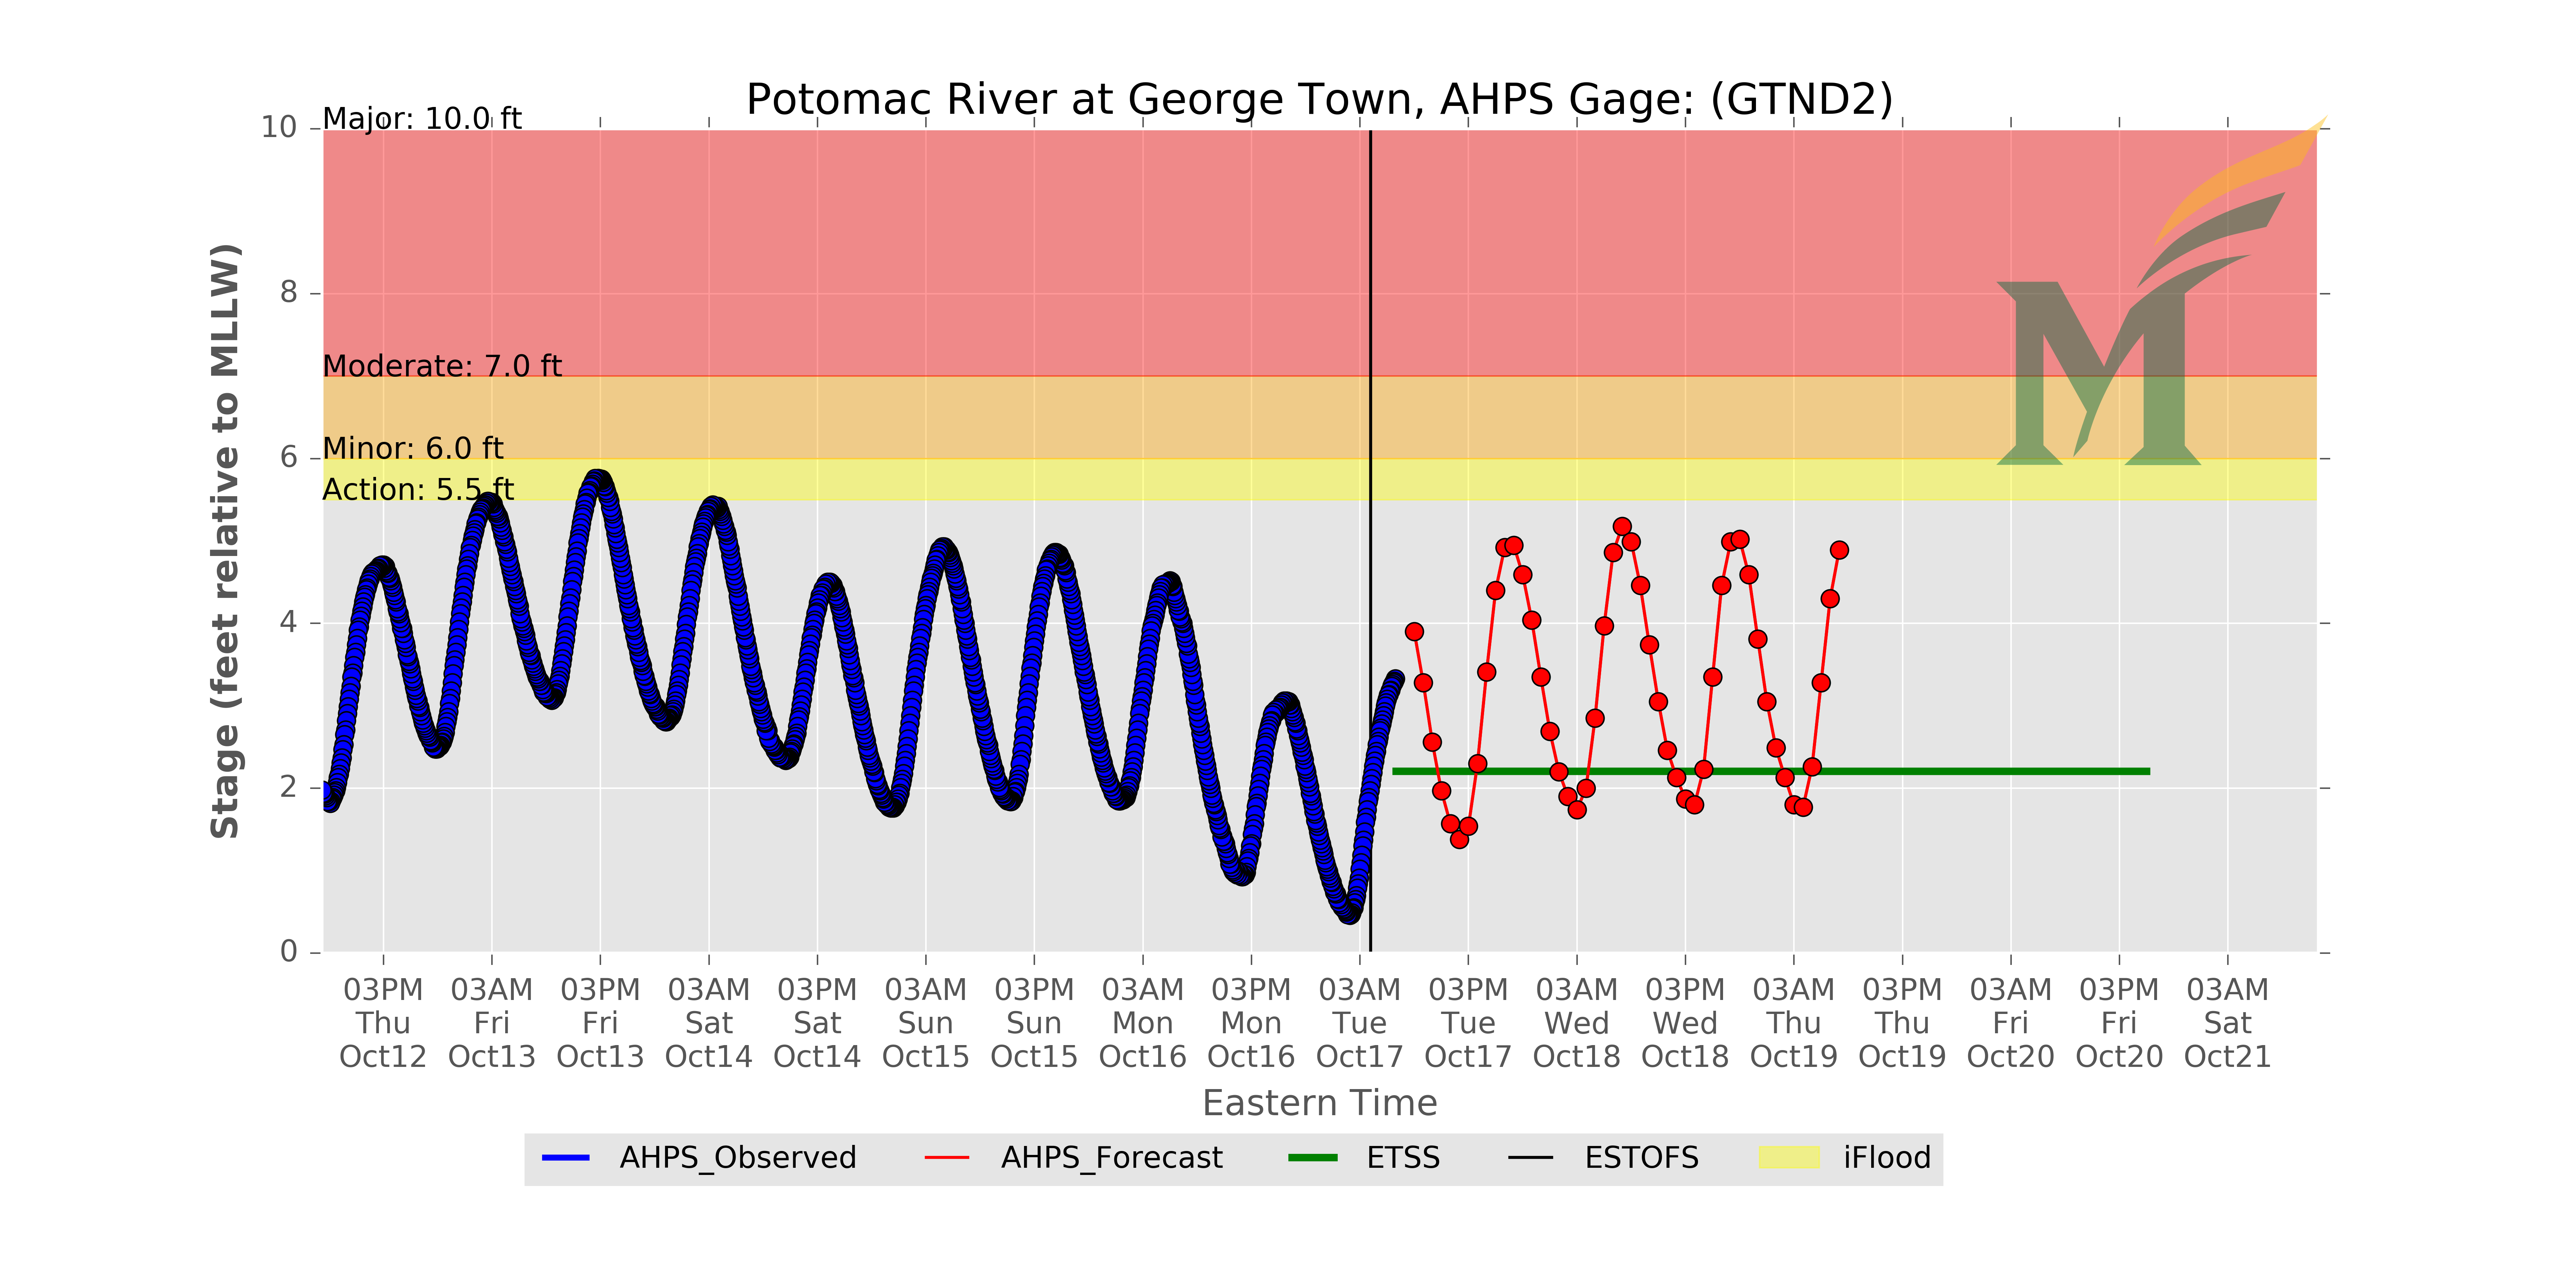 Potomac River at George Town, AHPS Gage: (GTND2)
Major: 10.0 ft
Moderate: 7.0 ft
Minor: 6.0 ft
Action: 5.5 ft
Stage (feet relative to MLLW)
10
8
6
4
2
0
03PM Thu Oct12
03AM Fri Oct13
03PM Fri Oct13
03AM Sat Oct14
03PM Sat Oct14
03AM Sun Oct15
03PM Sun Oct15
03AM Mon Oct16
03PM Mon Oct16
03AM Tue Oct17
03PM Tue Oct17
03AM Wed Oct18
03PM Wed Oct18
03AM Thu Oct19
03PM Thu Oct19
03AM Fri Oct20
03PM Fri Oct20
03AM Sat Oct21
Eastern Time
AHPS_Observed
AHPS_Forecast
ETSS
ESTOFS
iFlood